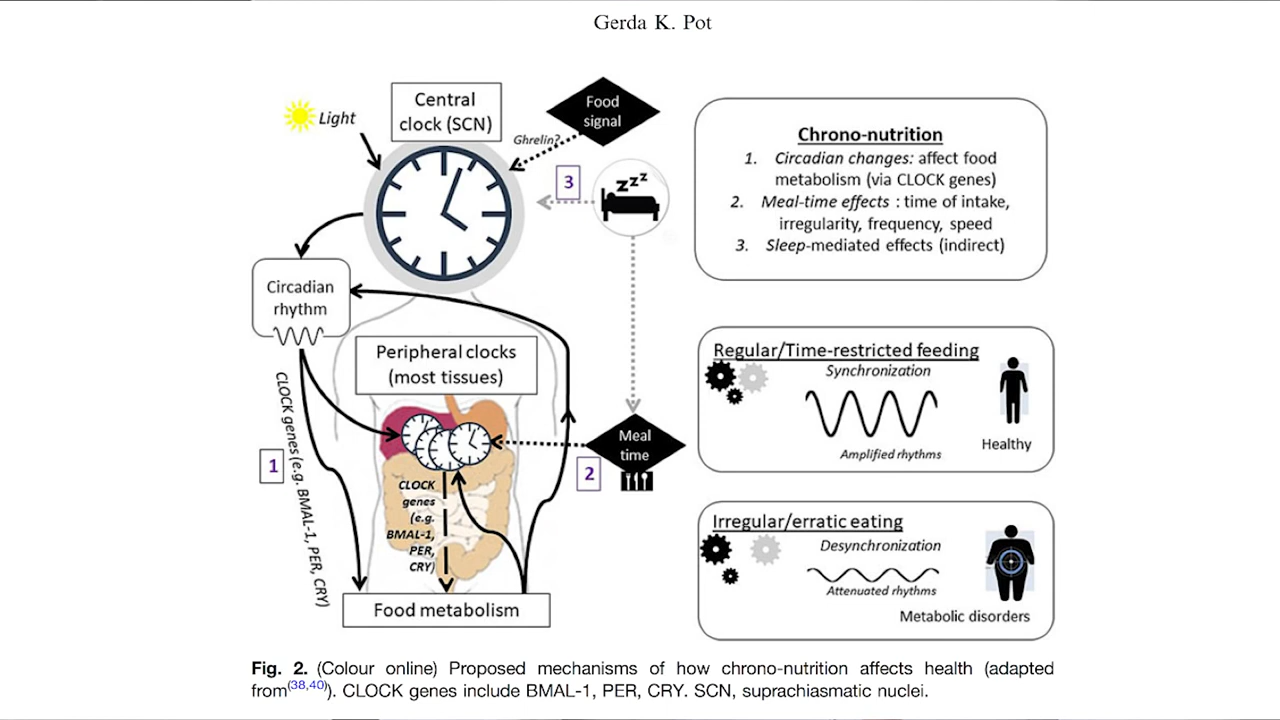 Gerda K. Pot
Light
Central
clock (SCN)
Food
signal
Ghrelin?
3
zzz
Circadian
rhythm
Peripheral clocks
(most tissues)
Meal
time
2
1
CLOCK genes (e.g. BMAL-1, PER, CRY)
CLOCK
genes
(e.g.
BMAL-1,
PER,
CRY)
Food metabolism
Chrono-nutrition
1. Circadian changes: affect food
metabolism (via CLOCK genes)
2. Meal-time effects : time of intake,
irregularity, frequency, speed
3. Sleep-mediated effects (indirect)
Regular/Time-restricted feeding
Synchronization
Amplified rhythms
Healthy
Irregular/erratic eating
Desynchronization
Attenuated rhythms
Metabolic disorders
Fig. 2. (Colour online) Proposed mechanisms of how chrono-nutrition affects health (adapted
from(38,40)). CLOCK genes include BMAL-1, PER, CRY. SCN, suprachiasmatic nuclei.